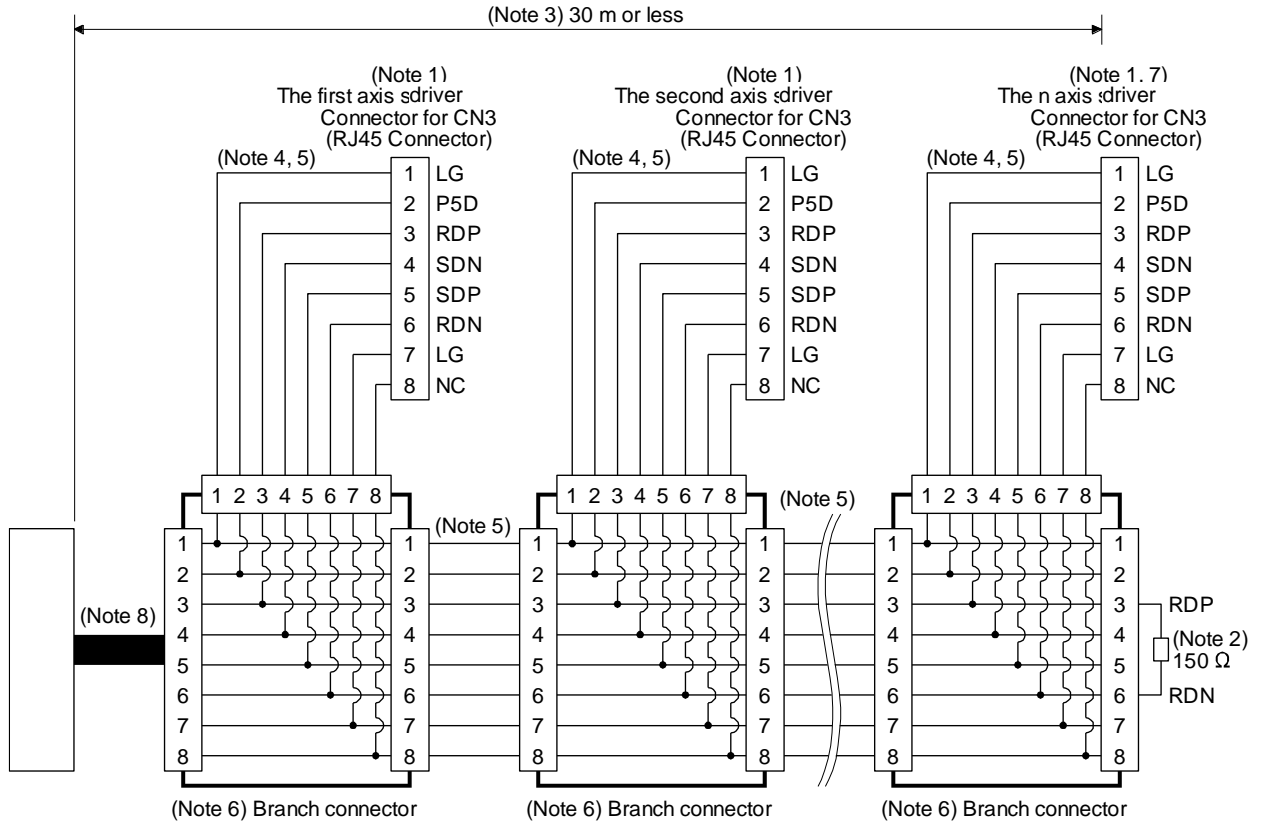 (Note 3) 30 m or less
(Note 1)
The first axis sdriver
Connector for CN3
(RJ45 Connector)
(Note 4, 5)
1 LG
2 P5D
3 RDP
4 SDN
5 SDP
6 RDN
7 LG
8 NC
(Note 1)
The second axis sdriver
Connector for CN3
(RJ45 Connector)
(Note 4, 5)
1 LG
2 P5D
3 RDP
4 SDN
5 SDP
6 RDN
7 LG
8 NC
(Note 1. 7)
The n axis sdriver
Connector for CN3
(RJ45 Connector)
(Note 4, 5)
1 LG
2 P5D
3 RDP
4 SDN
5 SDP
6 RDN
7 LG
8 NC
1 2 3 4 5 6 7 8
1 2 3 4 5 6 7 8
1 2 3 4 5 6 7 8
(Note 5)
(Note 5)
(Note 8)
1 1 1 1 1 1
2 2 2 2 2 2
3 3 3 3 3 3 RDP
4 4 4 4 4 4
(Note 2)
150 Ω
5 5 5 5 5 5
6 6 6 6 6 6 RDN
7 7 7 7 7 7
8 8 8 8 8 8
(Note 6) Branch connector
(Note 6) Branch connector
(Note 6) Branch connector